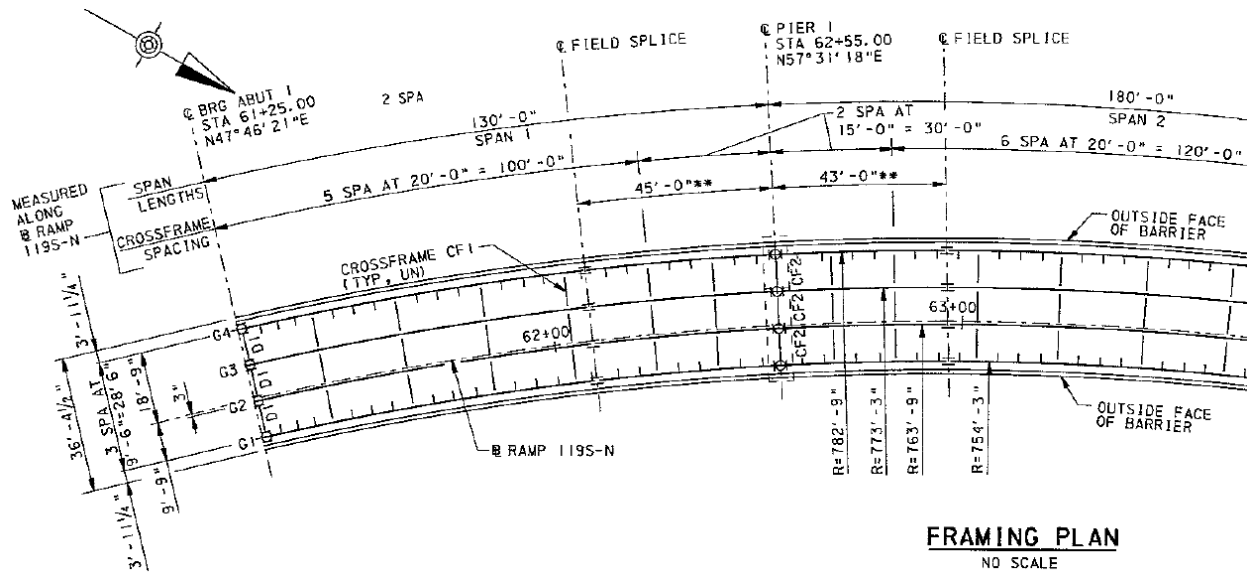 ℄ BRG ABUT 1
STA 61+25.00
N47°46'21"E
2 SPA
℄ FIELD SPLICE
℄ PIER 1
STA 62+55.00
N57°31'18"E
℄ FIELD SPLICE
130'-0"
SPAN 1
2 SPA AT
15'-0" = 30'-0"
180'-0"
SPAN 2
5 SPA AT 20'-0" = 100'-0"
6 SPA AT 20'-0" = 120'-0"
45'-0"**
43'-0"**
MEASURED
ALONG
RAMP
119S-N
SPAN
LENGTHS
CROSSFRAME
SPACING
CROSSFRAME CF1
(TYP, UN)
OUTSIDE FACE
OF BARRIER
G4
G3
G2
G1
D1
D1
D1
CF2
CF2
CF2
62+00
63+00
3'-11¼"
36'-4½"
3 SPA AT
9'-6"=28'6"
18'-9"
3"
9'-9"
3'-11¼"
RAMP 119S-N
R=782'-9"
R=773'-3"
R=763'-9"
R=754'-3"
OUTSIDE FACE
OF BARRIER
FRAMING PLAN
NO SCALE